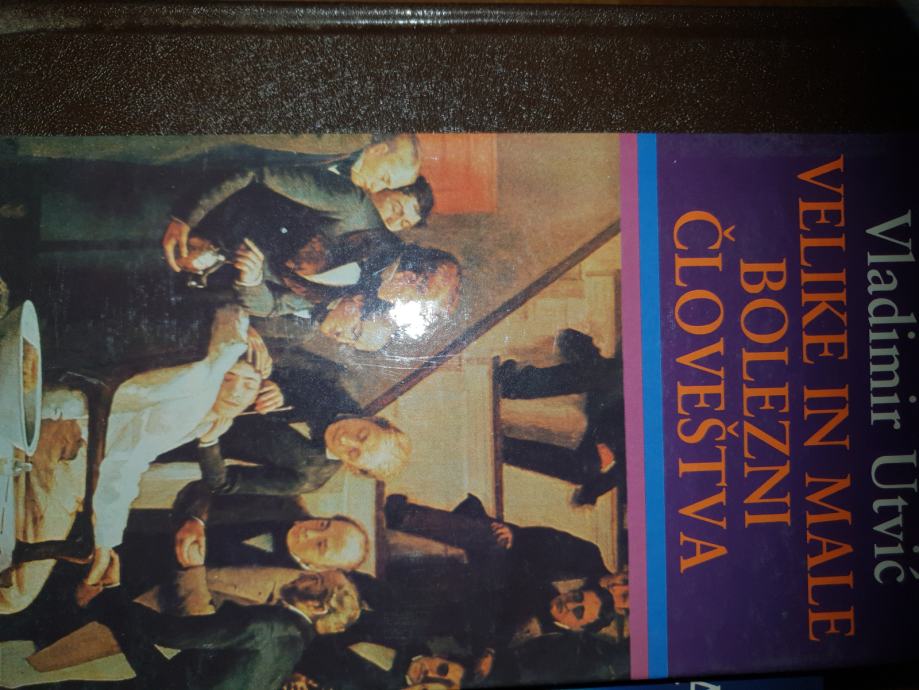 Vladimir Utvić
VELIKE IN MALE
BOLEZNI
ČLOVEŠTVA